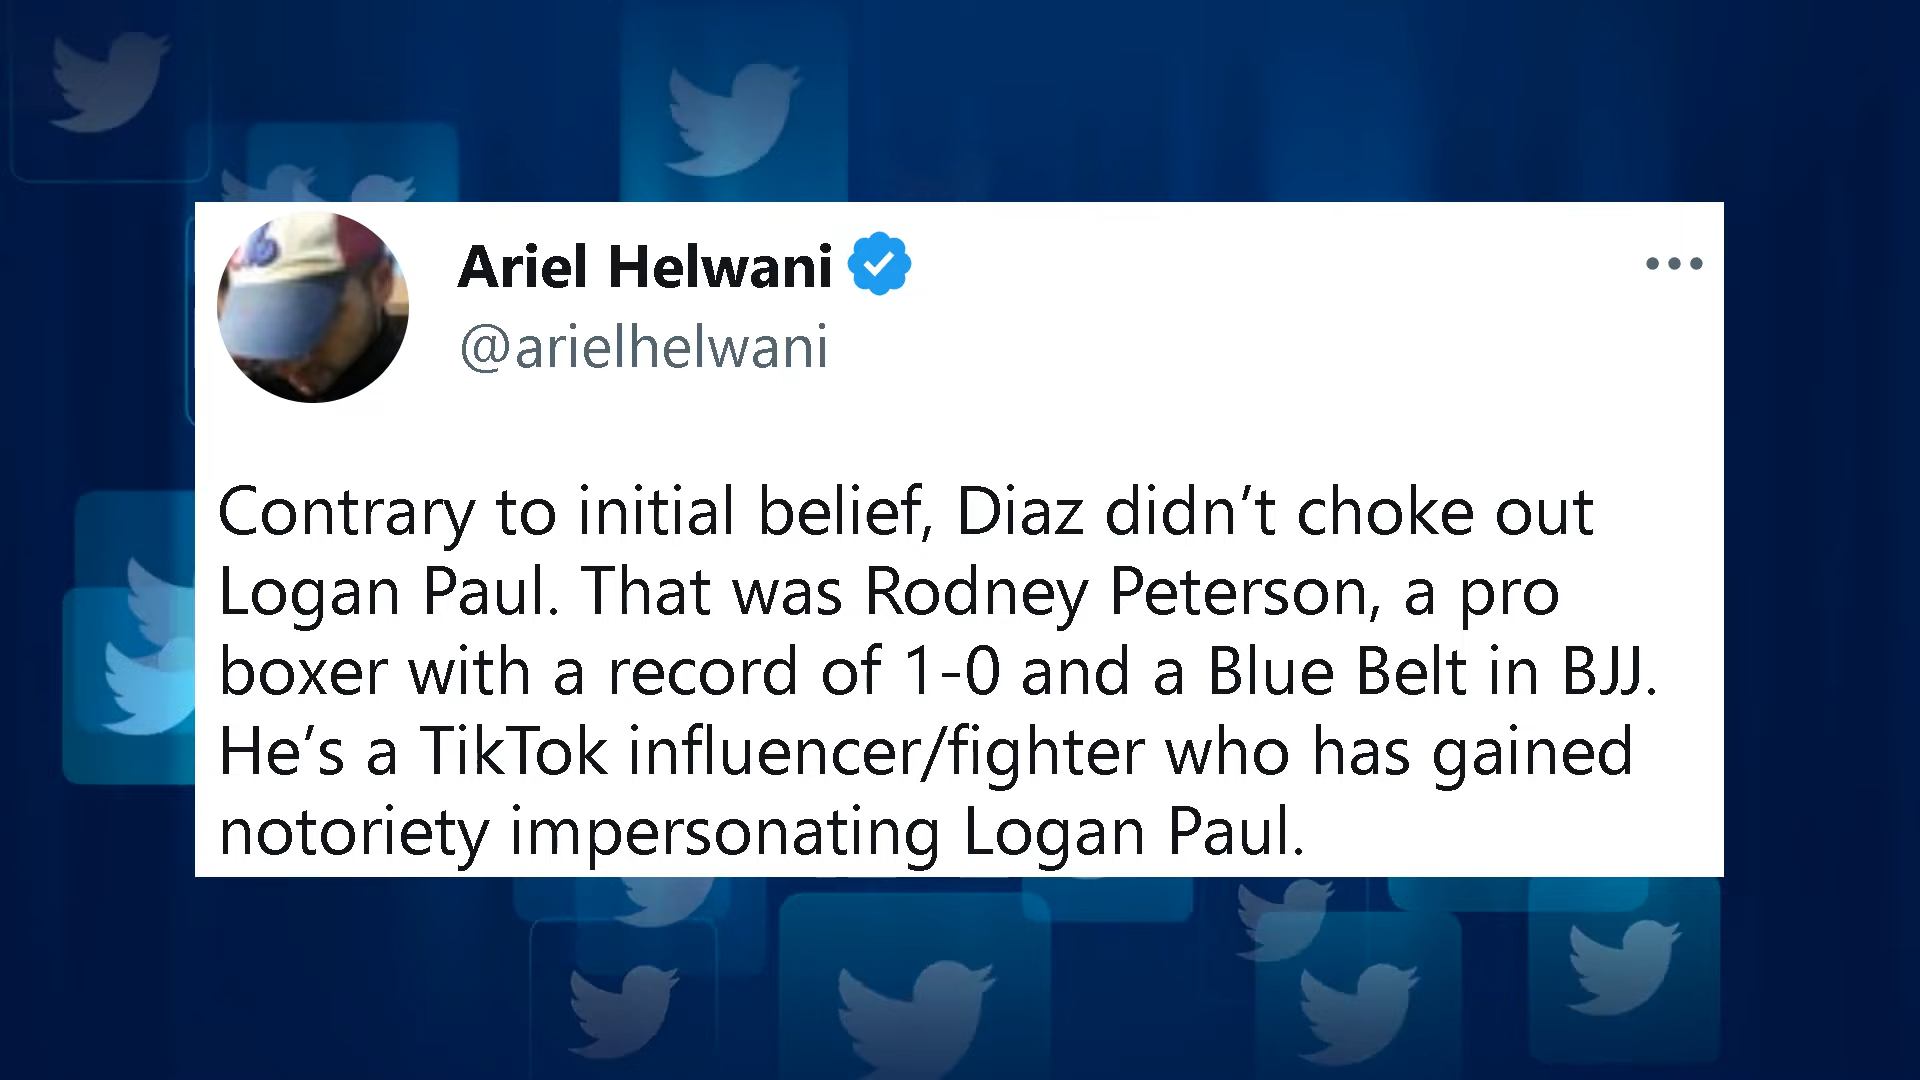 Ariel Helwani
@arielhelwani
Contrary to initial belief, Diaz didn’t choke out
Logan Paul. That was Rodney Peterson, a pro
boxer with a record of 1-0 and a Blue Belt in BJJ.
He’s a TikTok influencer/fighter who has gained
notoriety impersonating Logan Paul.